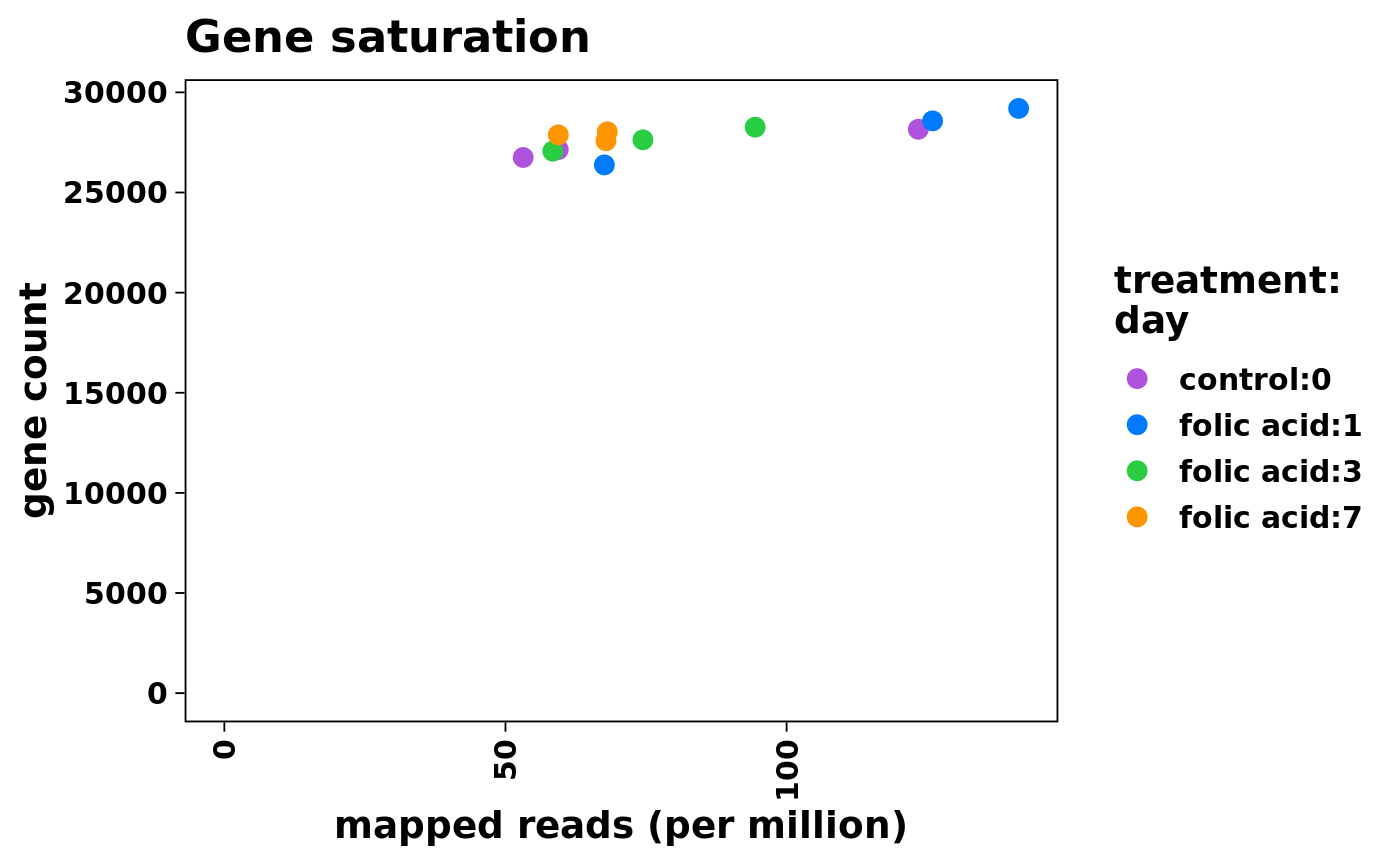 Gene saturation
30000
25000
20000
15000
10000
5000
0
gene count
0
50
100
mapped reads (per million)
treatment:
day
control:0
folic acid:1
folic acid:3
folic acid:7